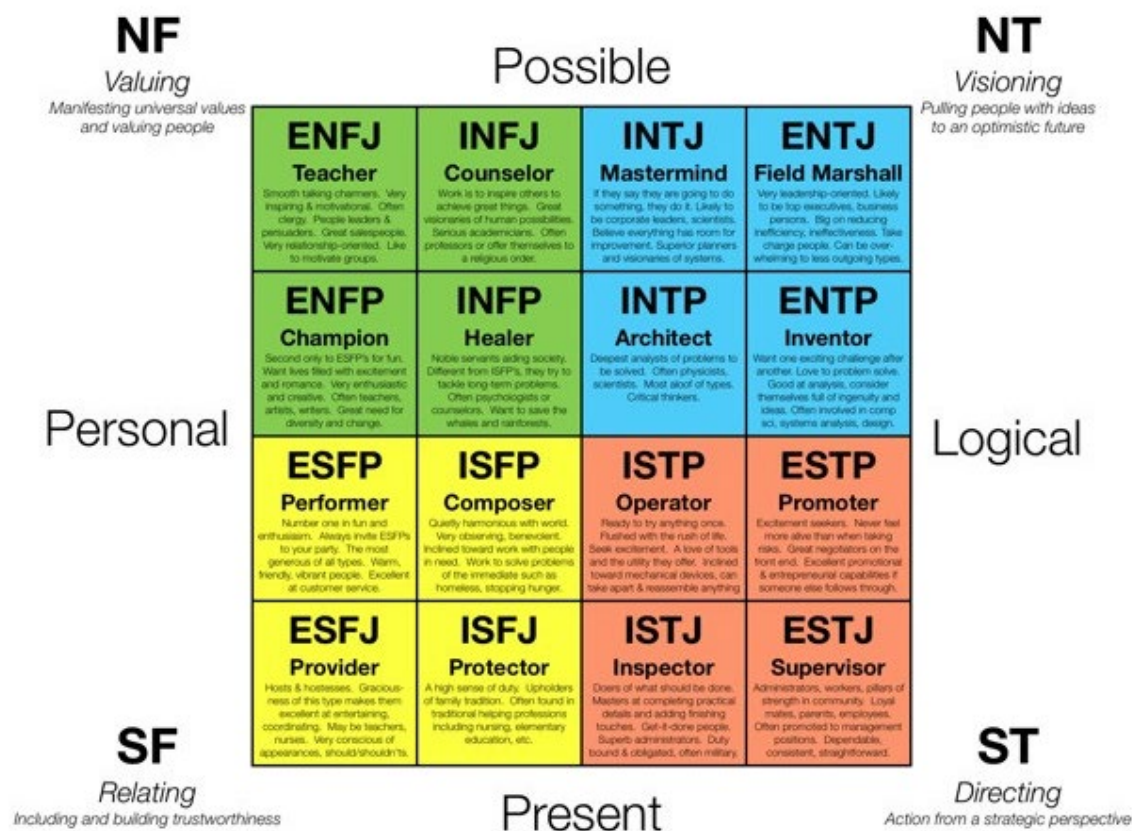 NF
Valuing
Manifesting universal values
and valuing people
Possible
NT
Visioning
Pulling people with ideas
to an optimistic future
ENFJ
Teacher
Smooth talking charmers. Very
inspiring & motivational. Often
clergy. People leaders &
persuaders. Great salespeople.
Very relationship-oriented. Like
to motivate groups.
INFJ
Counselor
Work is to inspire others to
achieve great things. Great
visionaries of human possibilities.
Serious academicians. Often
professors or offer themselves to
a religious order.
INTJ
Mastermind
If they say they are going to do
something, they do it. Likely to
be corporate leaders, scientists.
Believe everything has room for
improvement. Superior planners
and visionaries of systems.
ENTJ
Field Marshall
Very leadership-oriented. Likely
to be top executives, business
persons. Big on reducing
inefficiency, ineffectiveness. Take
charge people. Can be over-
whelming to less outgoing types.
ENFP
Champion
Second only to ESFP's for fun.
Want lives filled with excitement
and romance. Very enthusiastic
and creative. Often teachers,
artists, writers. Great need for
diversity and change.
INFP
Healer
Noble servants aiding society.
Different from ISFP's, they try to
tackle long-term problems.
Often psychologists or
counselors. Want to save the
whales and rainforests.
INTP
Architect
Deepest analysts of problems to
be solved. Often physicists,
scientists. Most aloof of types.
Critical thinkers.
ENTP
Inventor
Want one exciting challenge after
another. Love to problem solve.
Good at analysis, consider
themselves full of ingenuity and
ideas. Often involved in comp
sci, systems analysis, design.
Personal
Logical
ESFP
Performer
Number one in fun and
enthusiasm. Always invite ESFPs
to your party. The most
generous of all types. Warm,
friendly, vibrant people. Excellent
at customer service.
ISFP
Composer
Quietly harmonious with world.
Very observing, benevolent.
Inclined toward work with people
in need. Work to solve problems
of the immediate such as
homeless, stopping hunger.
ISTP
Operator
Ready to try anything once.
Flushed with the rush of life.
Seek excitement. A love of tools
and the utility they offer. Inclined
toward mechanical devices, can
take apart & reassemble anything
ESTP
Promoter
Excitement seekers. Never feel
more alive than when taking
risks. Great negotiators on the
front end. Excellent promotional
& entrepreneurial capabilities if
someone else follows through.
ESFJ
Provider
Hosts & hostesses. Gracious-
ness of this type makes them
excellent at entertaining,
coordinating. May be teachers,
nurses. Very conscious of
appearances, should/shouldn'ts.
ISFJ
Protector
A high sense of duty. Upholders
of family tradition. Often found in
traditional helping professions
including nursing, elementary
education, etc.
ISTJ
Inspector
Doers of what should be done.
Masters at completing practical
details and adding finishing
touches. Get-it-done people.
Superb administrators. Duty
bound & obligated, often military.
ESTJ
Supervisor
Administrators, workers, pillars of
strength in community. Loyal
mates, parents, employees.
Often promoted to management
positions. Dependable,
consistent, straightforward.
SF
Relating
Including and building trustworthiness
Present
ST
Directing
Action from a strategic perspective